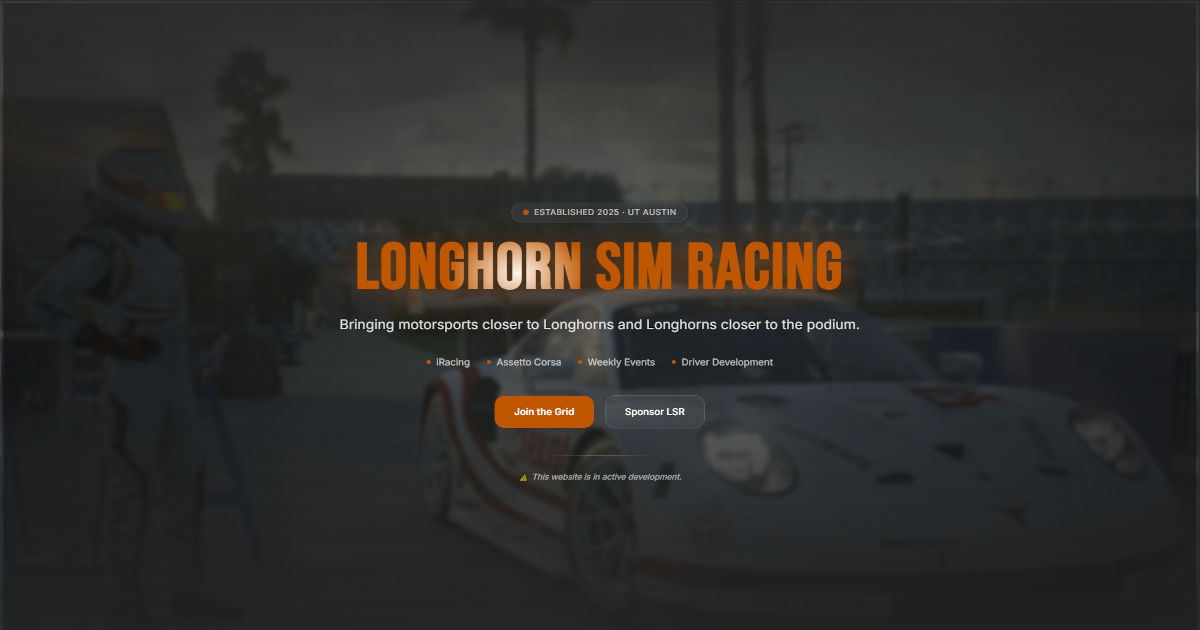 ESTABLISHED 2025 · UT AUSTIN
LONGHORN SIM RACING
Bringing motorsports closer to Longhorns and Longhorns closer to the podium.
• iRacing • Assetto Corsa • Weekly Events • Driver Development
Join the Grid Sponsor LSR
⚠ This website is in active development.